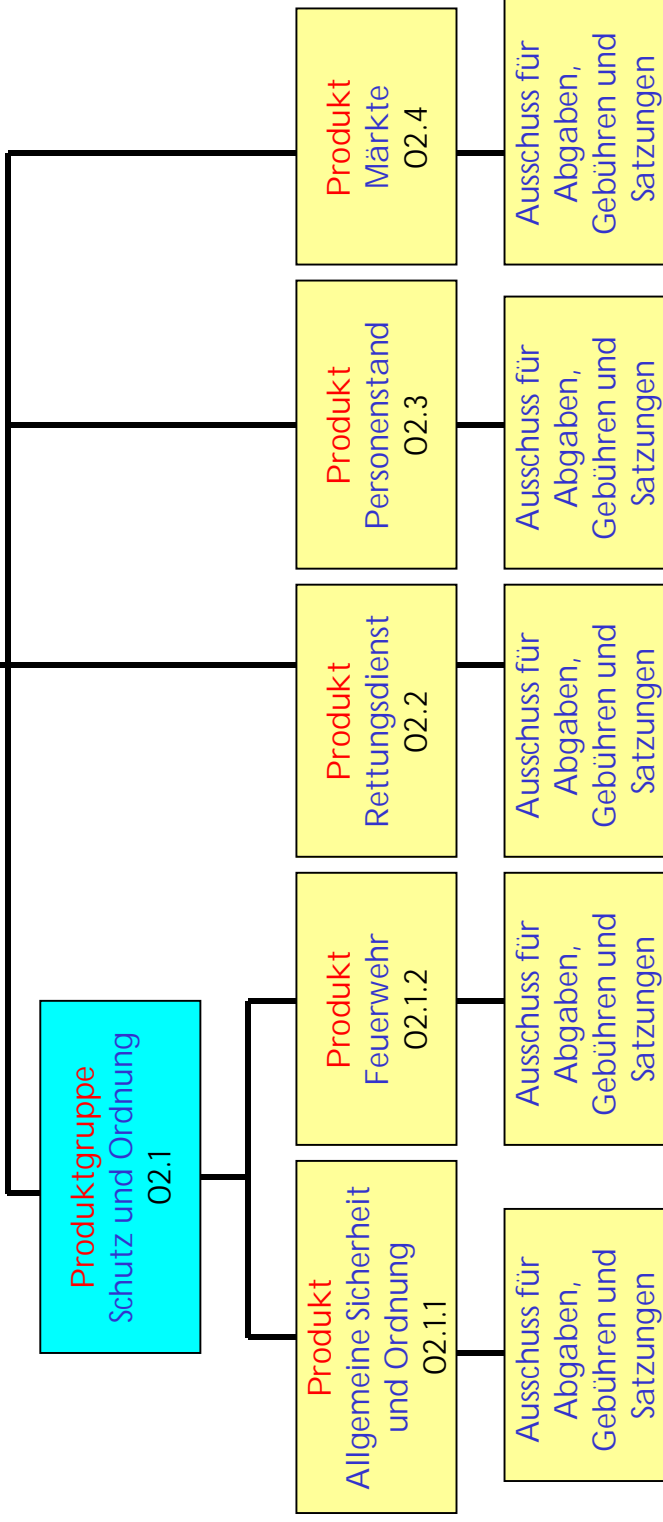 Produktgruppe
Schutz und Ordnung
02.1
Produkt
Allgemeine Sicherheit
und Ordnung
02.1.1
Produkt
Feuerwehr
02.1.2
Produkt
Rettungsdienst
02.2
Produkt
Personenstand
02.3
Produkt
Märkte
02.4
Ausschuss für
Abgaben,
Gebühren und
Satzungen
Ausschuss für
Abgaben,
Gebühren und
Satzungen
Ausschuss für
Abgaben,
Gebühren und
Satzungen
Ausschuss für
Abgaben,
Gebühren und
Satzungen
Ausschuss für
Abgaben,
Gebühren und
Satzungen